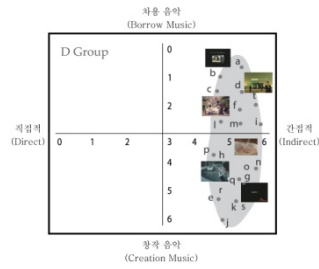 차용 음악
(Borrow Music)
D Group
0
a
b
1
c
d
t
2
f
l
m
i
직접적
(Direct)
간접적
(Indirect)
0 1 2 3 4 5 6
p
h
4
n
o
g
q
5
r
e
k s
6
j
창작 음악
(Creation Music)